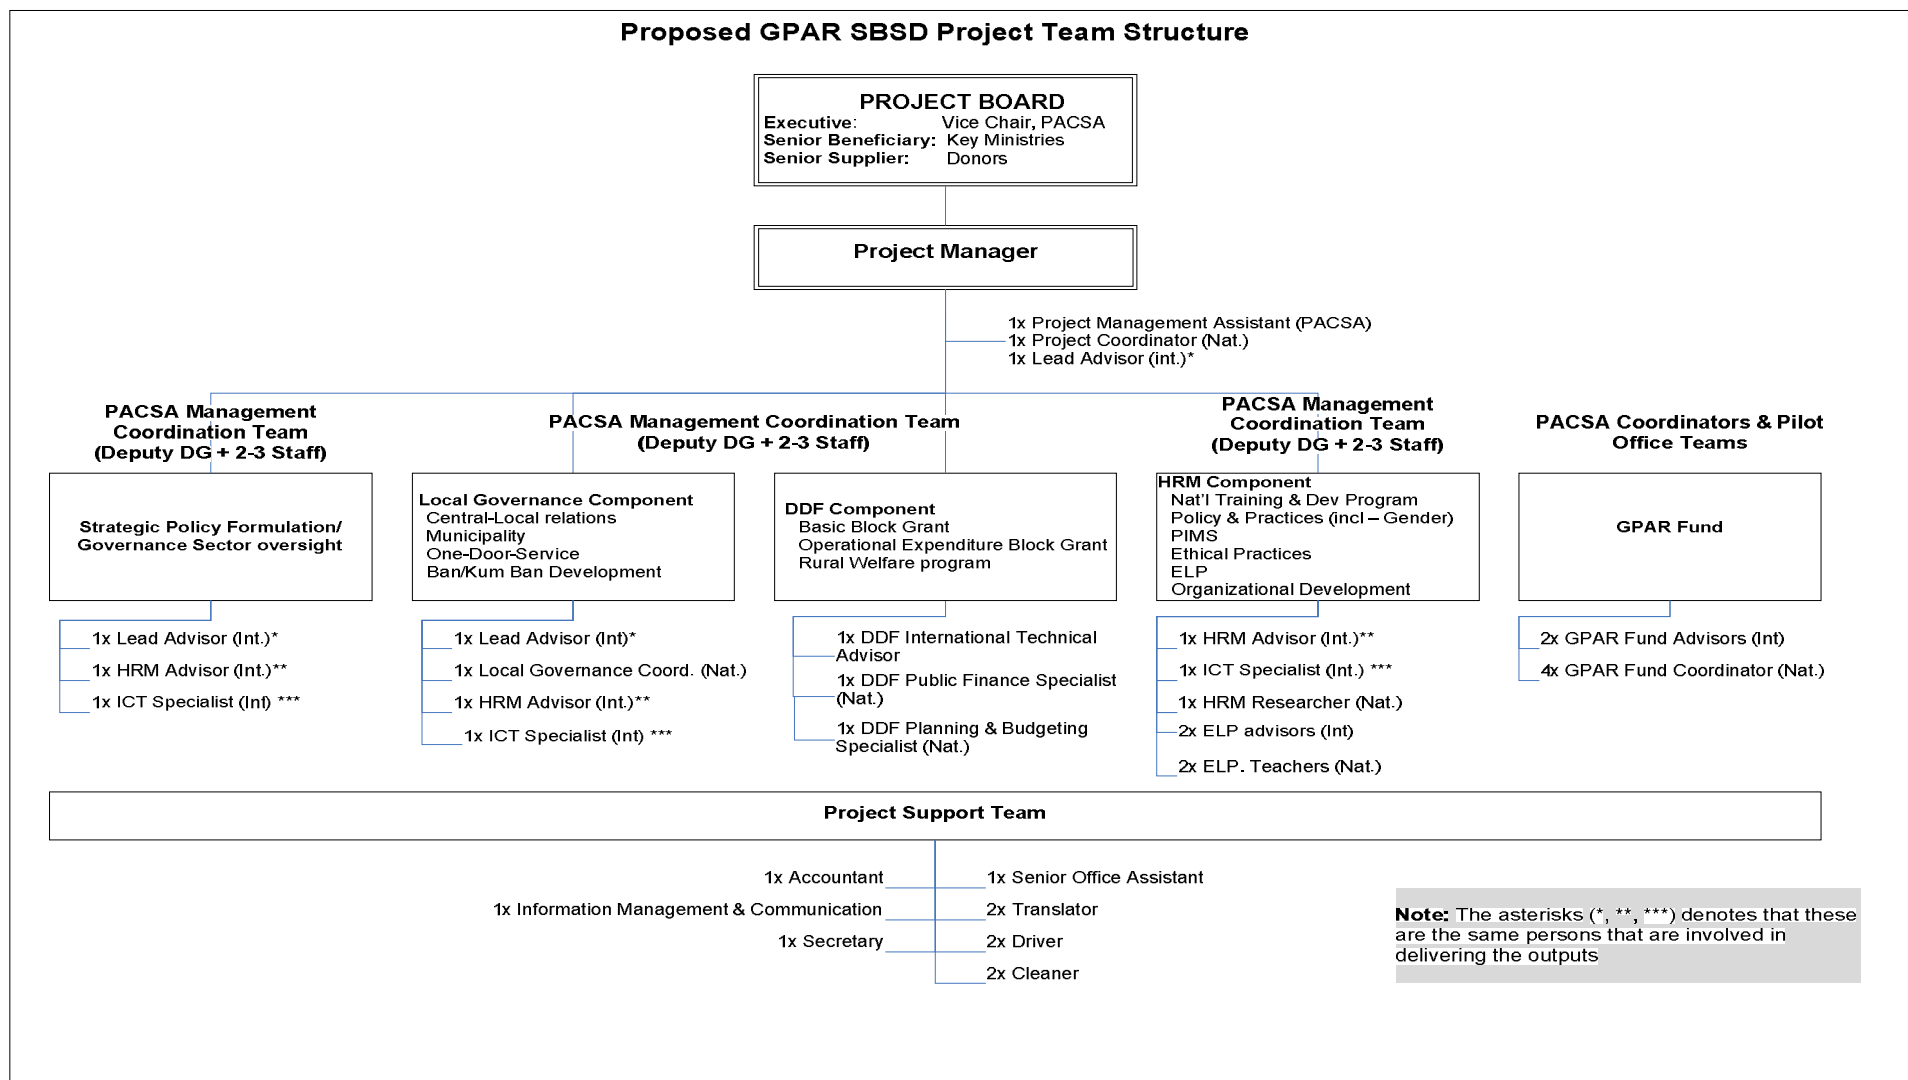 Proposed GPAR SBSD Project Team Structure
PROJECT BOARD
Executive: Vice Chair, PACSA
Senior Beneficiary: Key Ministries
Senior Supplier: Donors
Project Manager
1x Project Management Assistant (PACSA)
1x Project Coordinator (Nat.)
1x Lead Advisor (int.)*
PACSA Management
Coordination Team
(Deputy DG + 2-3 Staff)
PACSA Management Coordination Team
(Deputy DG + 2-3 Staff)
PACSA Management
Coordination Team
(Deputy DG + 2-3 Staff)
PACSA Coordinators & Pilot
Office Teams
Strategic Policy Formulation/
Governance Sector oversight
Local Governance Component
Central-Local relations
Municipality
One-Door-Service
Ban/Kum Ban Development
DDF Component
Basic Block Grant
Operational Expenditure Block Grant
Rural Welfare program
HRM Component
Nat'l Training & Dev Program
Policy & Practices (incl – Gender)
PIMS
Ethical Practices
ELP
Organizational Development
GPAR Fund
1x Lead Advisor (Int.)*
1x HRM Advisor (Int.)**
1x ICT Specialist (Int) ***
1x Lead Advisor (Int)*
1x Local Governance Coord. (Nat.)
1x HRM Advisor (Int.)**
1x ICT Specialist (Int) ***
1x DDF International Technical
Advisor
1x DDF Public Finance Specialist
(Nat.)
1x DDF Planning & Budgeting
Specialist (Nat.)
1x HRM Advisor (Int.)**
1x ICT Specialist (Int.) ***
1x HRM Researcher (Nat.)
2x ELP advisors (Int)
2x ELP. Teachers (Nat.)
2x GPAR Fund Advisors (Int)
4x GPAR Fund Coordinator (Nat.)
Project Support Team
1x Accountant
1x Information Management & Communication
1x Secretary
1x Senior Office Assistant
2x Translator
2x Driver
2x Cleaner
Note: The asterisks (*, **, ***) denotes that these
are the same persons that are involved in
delivering the outputs